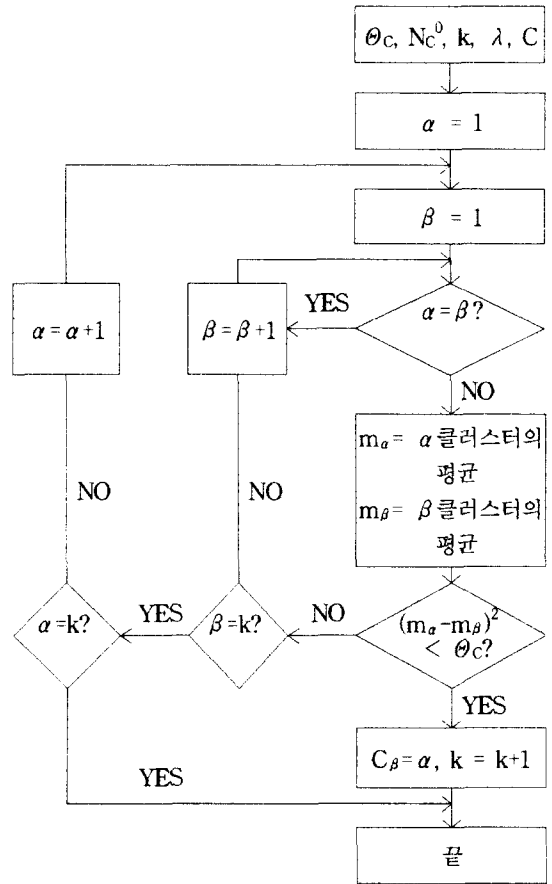 Θc, Nc⁰, k, λ, C
α = 1
β = 1
α=α+1
β=β+1
YES
α=β?
NO
mα= α클러스터의
평균
mβ= β클러스터의
평균
NO
NO
α=k?
YES
β=k?
NO
(mα-mβ)²
< Θc?
YES
Cβ=α, k = k+1
YES
끝